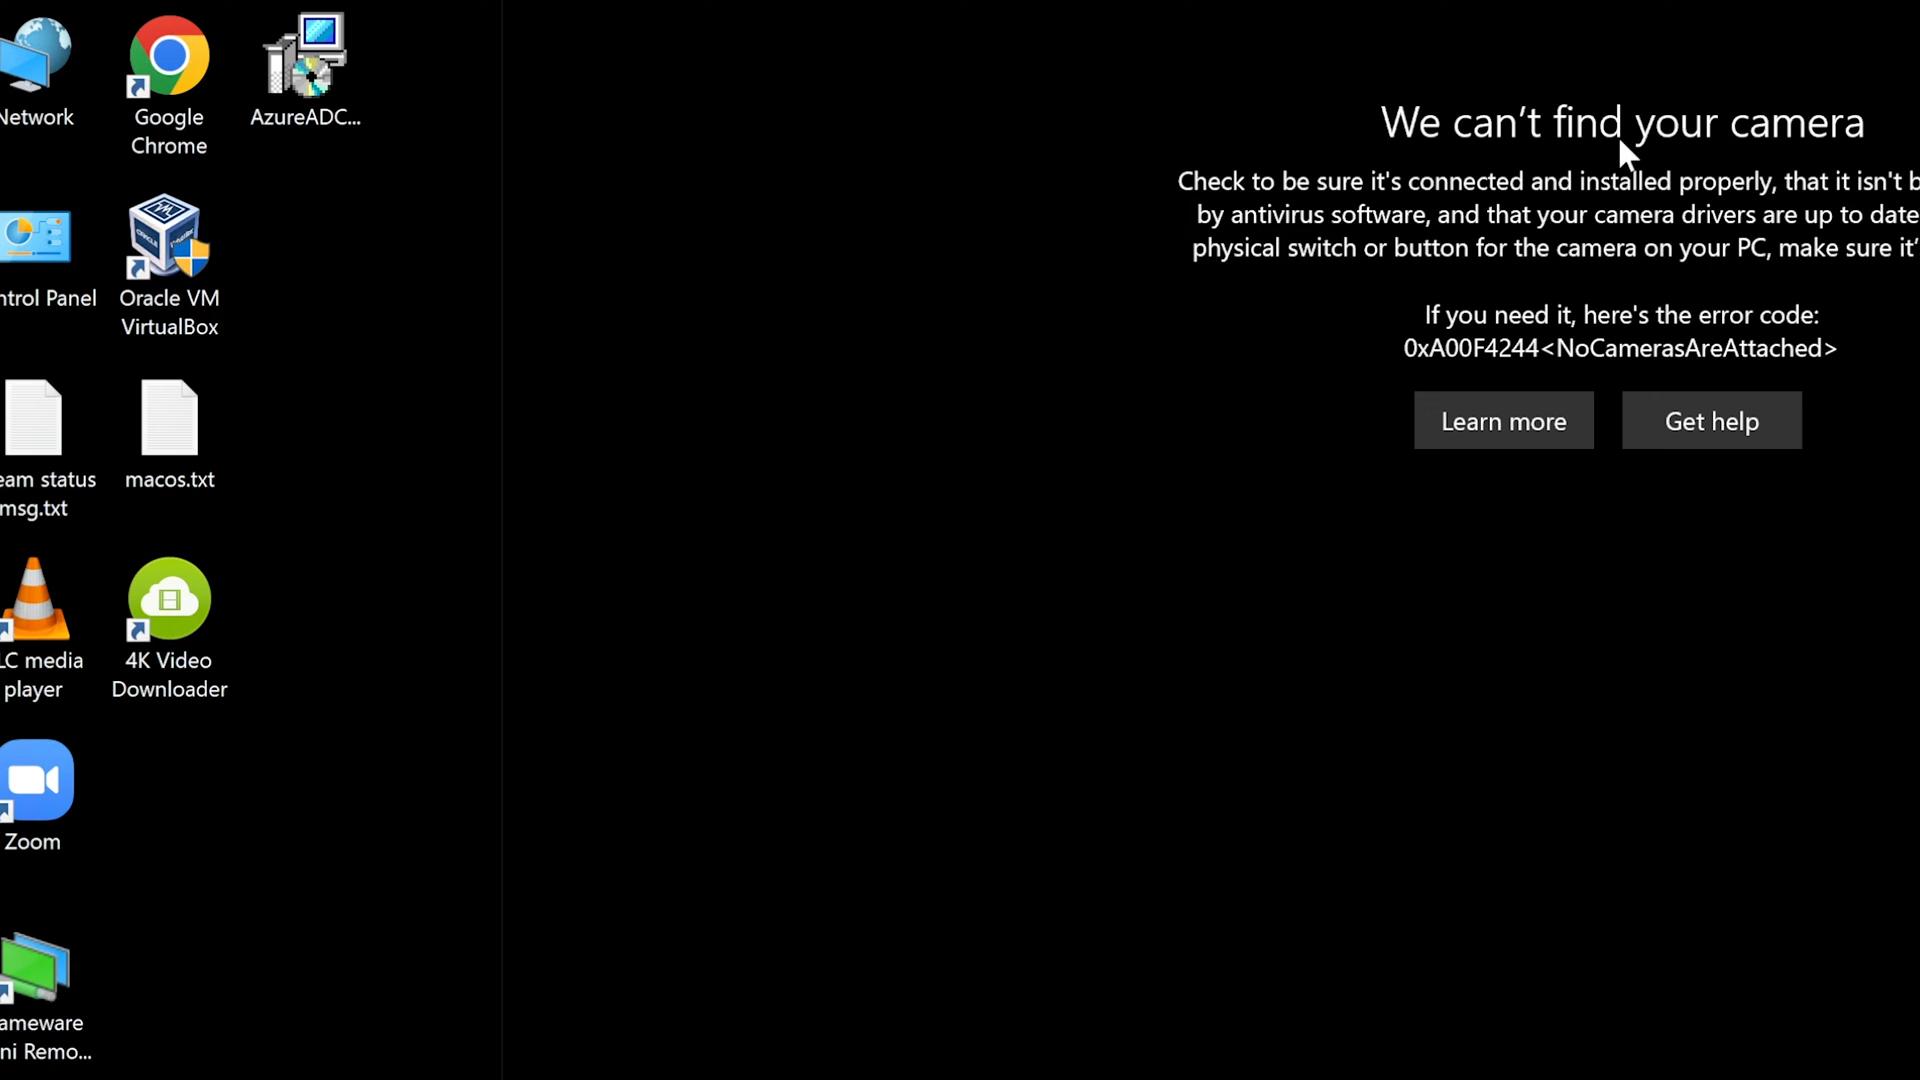 Network
Google
Chrome
AzureADC...
ntrol Panel
Oracle VM
VirtualBox
eam status
msg.txt
macos.txt
LC media
player
4K Video
Downloader
Zoom
ameware
ni Remo...
We can't find your camera
Check to be sure it's connected and installed properly, that it isn't b
by antivirus software, and that your camera drivers are up to date
physical switch or button for the camera on your PC, make sure it'
If you need it, here's the error code:
0xA00F4244<NoCamerasAreAttached>
Learn more
Get help